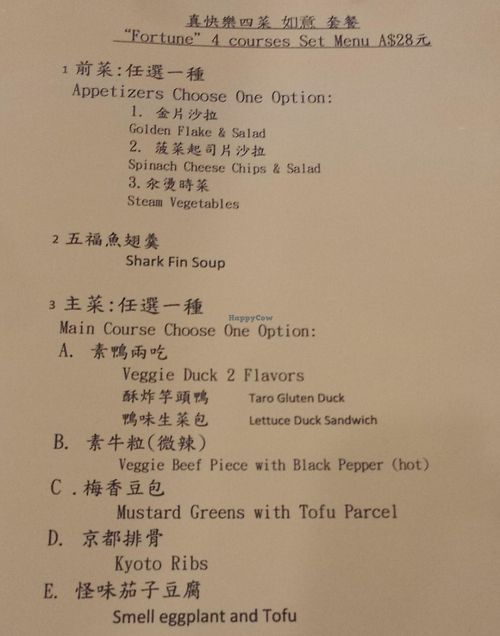 真快樂四菜 如意 套餐
"Fortune" 4 courses Set Menu A$28元
1 前菜:任選一種
Appetizers Choose One Option:
1. 金片沙拉
Golden Flake & Salad
2. 菠菜起司片沙拉
Spinach Cheese Chips & Salad
3.汆燙時菜
Steam Vegetables
2 五福魚翅羹
Shark Fin Soup
3 主菜:任選一種
HappyCow
Main Course Choose One Option:
A. 素鴨兩吃
Veggie Duck 2 Flavors
酥炸芋頭鴨 Taro Gluten Duck
鴨味生菜包 Lettuce Duck Sandwich
B. 素牛粒(微辣)
Veggie Beef Piece with Black Pepper (hot)
C .梅香豆包
Mustard Greens with Tofu Parcel
D. 京都排骨
Kyoto Ribs
E. 怪味茄子豆腐
Smell eggplant and Tofu